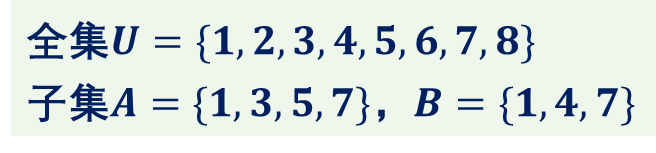 全集U = {1, 2, 3, 4, 5, 6, 7, 8}
子集A = {1, 3, 5, 7}，B = {1, 4, 7}